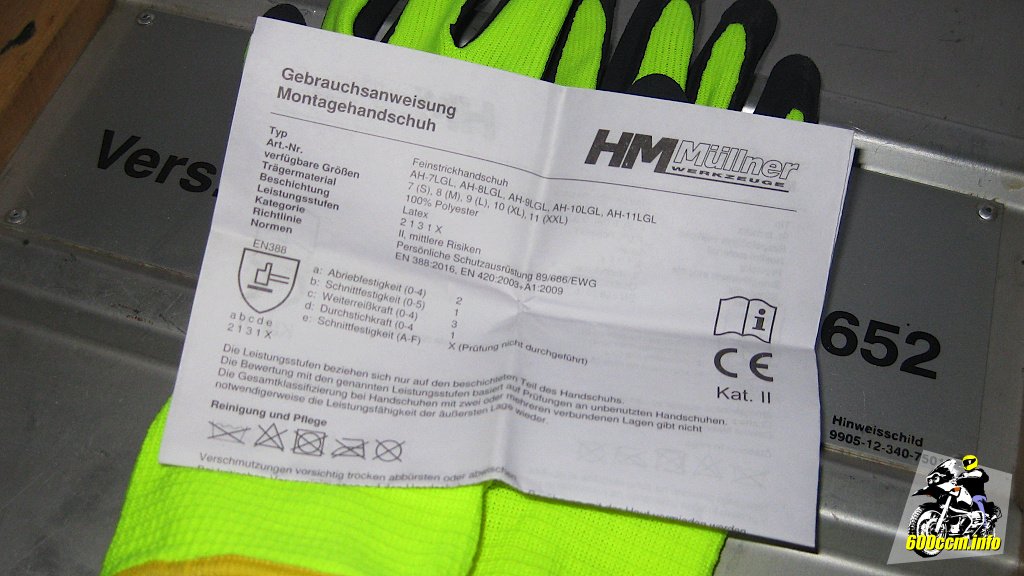 Gebrauchsanweisung
Montagehandschuh
HM Müllner
WERKZEUGE
Typ Feinstrickhandschuh
Art.-Nr. AH-7LGL, AH-8LGL, AH-9LGL, AH-10LGL, AH-11LGL
verfügbare Größen 7 (S), 8 (M), 9 (L), 10 (XL), 11 (XXL)
Trägermaterial 100% Polyester
Beschichtung Latex
Leistungsstufen 2 1 3 1 X
Kategorie II, mittlere Risiken
Richtlinie Persönliche Schutzausrüstung 89/686/EWG
Normen EN 388:2016, EN 420:2003+A1:2009
EN388
a: Abriebfestigkeit (0-4) 2
b: Schnittfestigkeit (0-5) 1
c: Weiterreißkraft (0-4) 3
d: Durchstichkraft (0-4 1
e: Schnittfestigkeit (A-F) X (Prüfung nicht durchgeführt)
a b c d e
2 1 3 1 X
i
CE
Kat. II
Die Leistungsstufen beziehen sich nur auf den beschichteten Teil des Handschuhs.
Die Bewertung mit den genannten Leistungsstufen basiert auf Prüfungen an unbenutzten Handschuhen.
Die Gesamtklassifizierung bei Handschuhen mit zwei oder mehreren verbundenen Lagen gibt nicht
notwendigerweise die Leistungsfähigkeit der äußersten Lage wieder.
Reinigung und Pflege
Verschmutzungen vorsichtig trocken abbürsten oder
Vers
652
Hinweisschild
9905-12-340-
600ccm.info